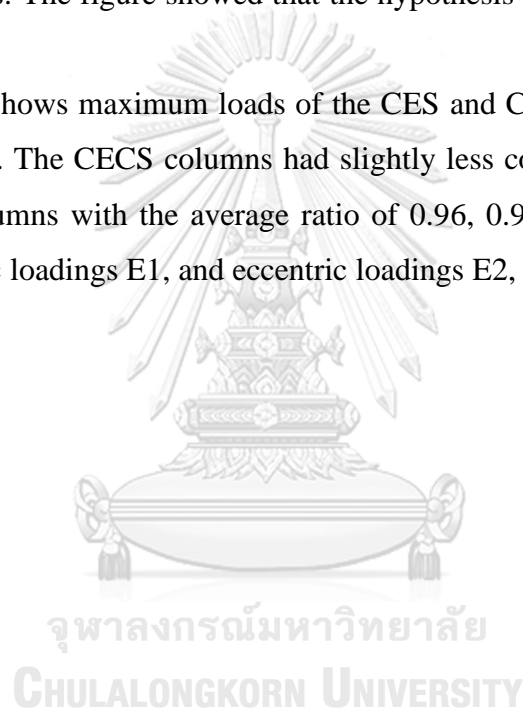 s. The figure showed that the hypothesis
hows maximum loads of the CES and C
. The CECS columns had slightly less co
umns with the average ratio of 0.96, 0.9
c loadings E1, and eccentric loadings E2,
จุฬาลงกรณ์มหาวิทยาลัย
CHULALONGKORN UNIVERSITY